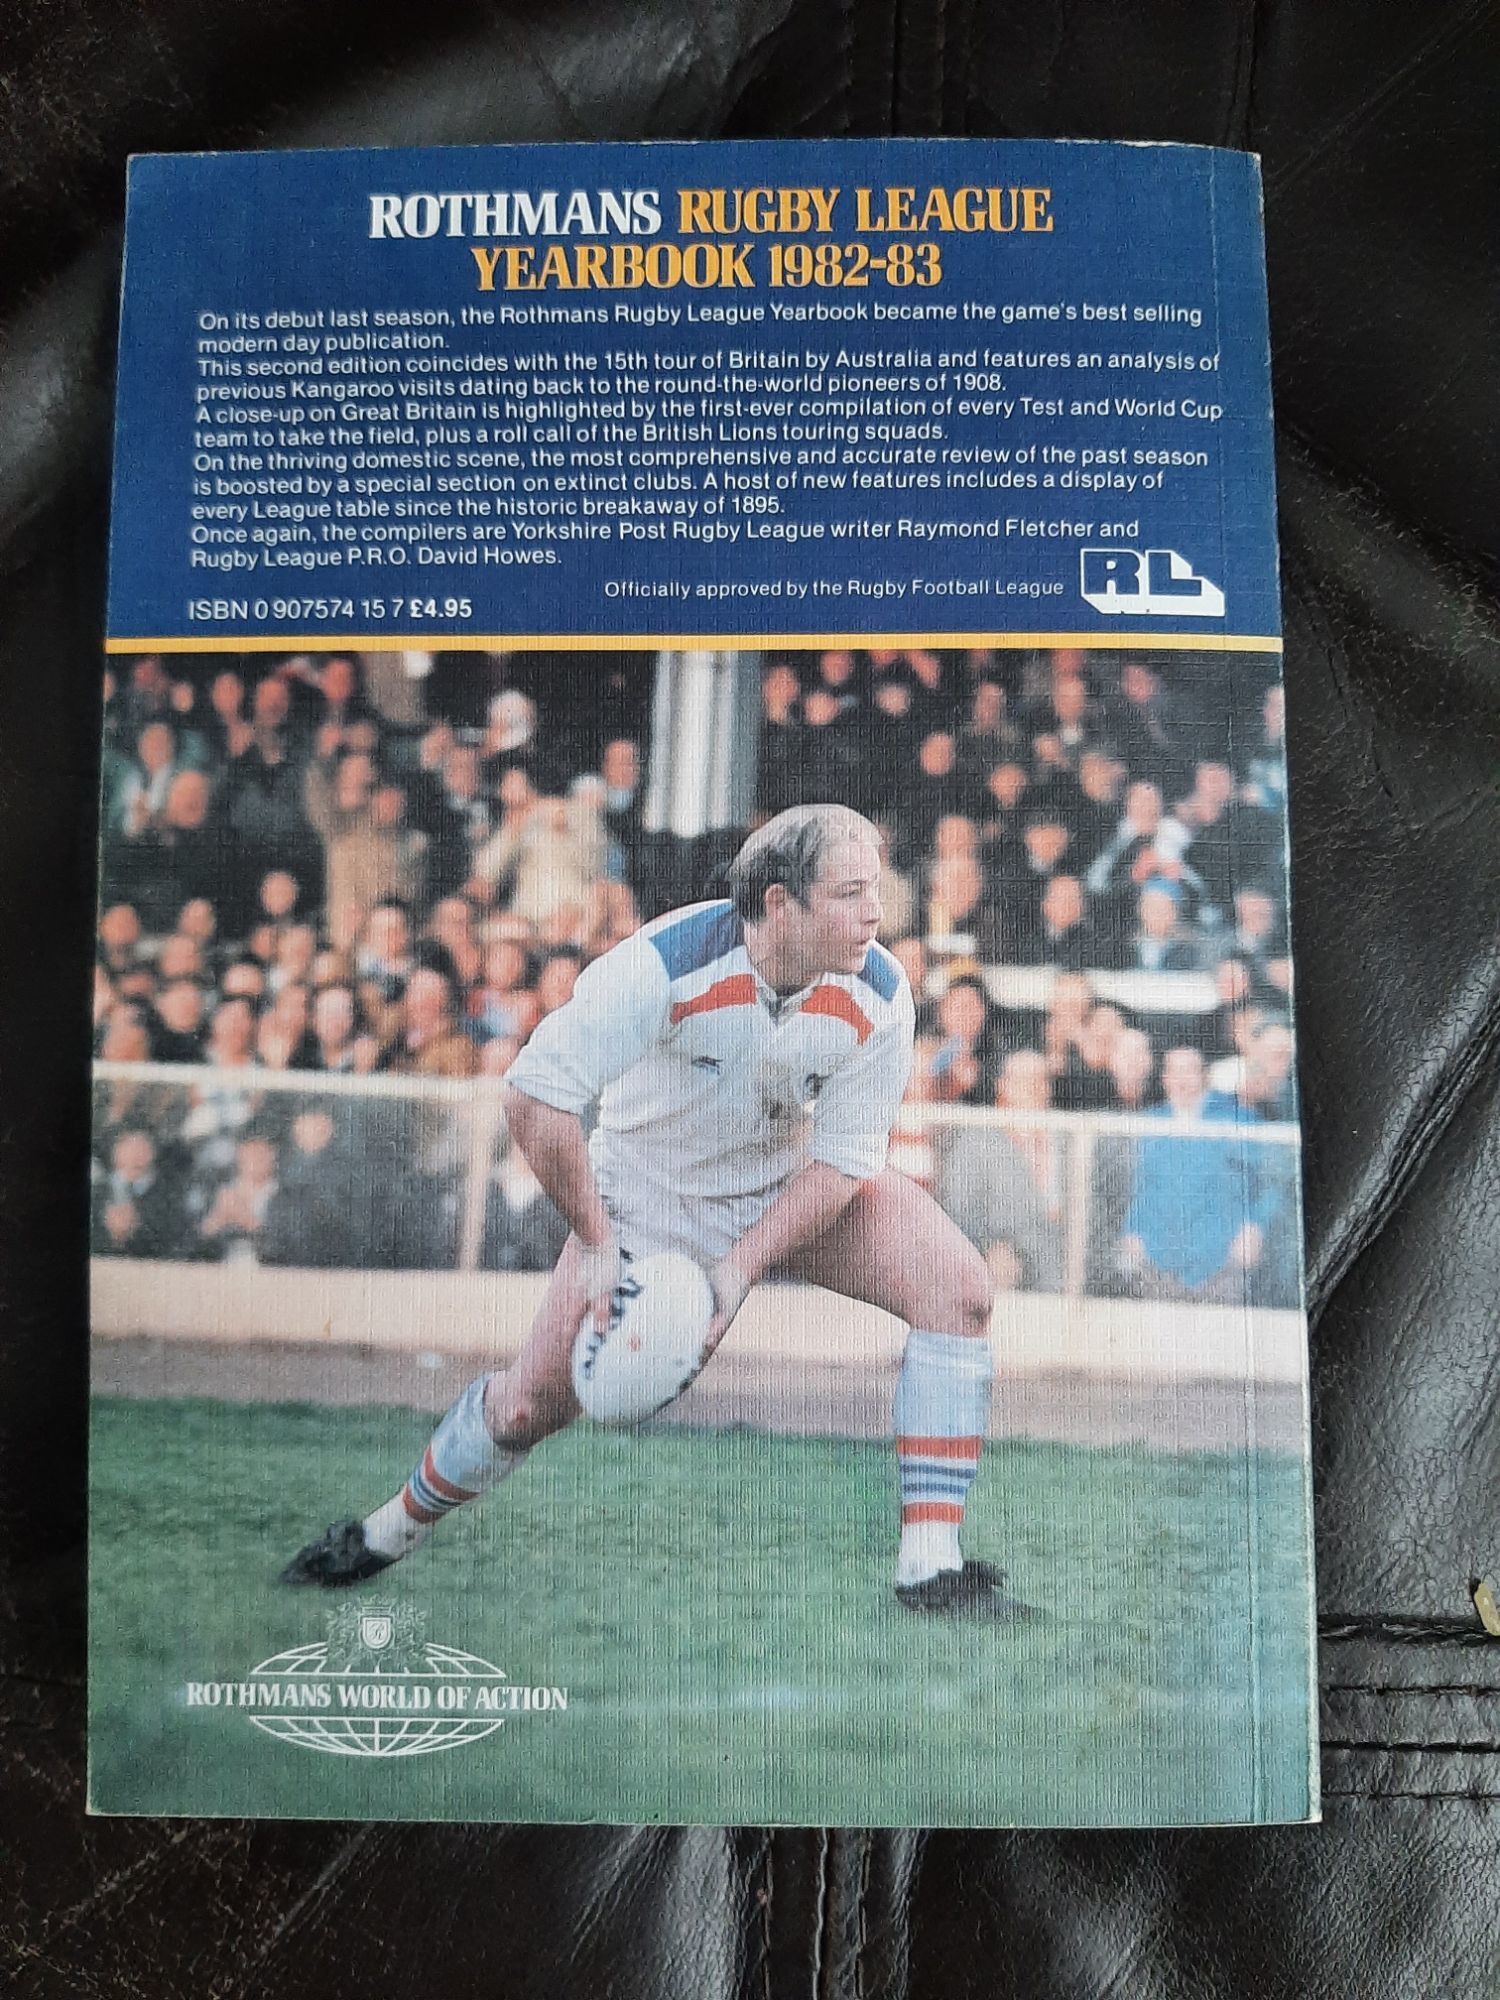 ROTHMANS RUGBY LEAGUE
YEARBOOK 1982-83
On its debut last season, the Rothmans Rugby League Yearbook became the game's best selling
modern day publication.
This second edition coincides with the 15th tour of Britain by Australia and features an analysis of
previous Kangaroo visits dating back to the round-the-world pioneers of 1908.
A close-up on Great Britain is highlighted by the first-ever compilation of every Test and World Cup
team to take the field, plus a roll call of the British Lions touring squads.
On the thriving domestic scene, the most comprehensive and accurate review of the past season
is boosted by a special section on extinct clubs. A host of new features includes a display of
every League table since the historic breakaway of 1895.
Once again, the compilers are Yorkshire Post Rugby League writer Raymond Fletcher and
Rugby League P.R.O. David Howes.
Officially approved by the Rugby Football League
RL
ISBN 0 907574 15 7 £4.95
R
ROTHMANS WORLD OF ACTION